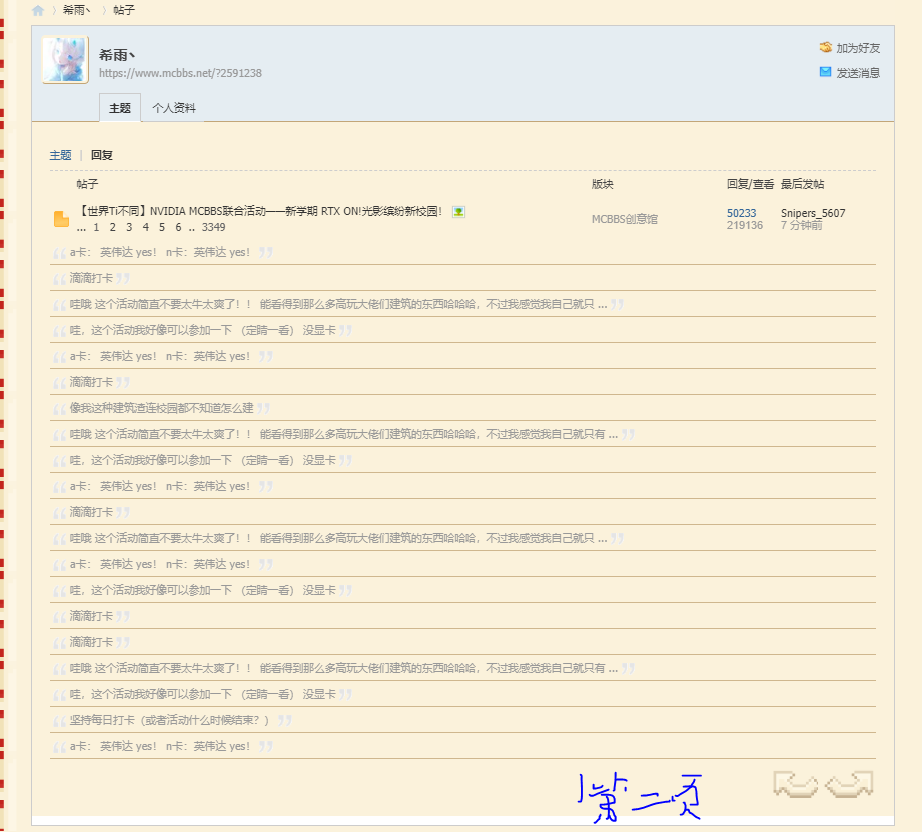 希雨丶 〉 帖子
希雨丶
https://www.mcbbs.net/?2591238
加为好友
发送消息
主题 个人资料
主题 | 回复
帖子 版块 回复/查看 最后发帖
【世界Ti不同】NVIDIA MCBBS联合活动——新学期 RTX ON!光影缤纷新校园！
... 1 2 3 4 5 6 .. 3349
MCBBS创意馆
50233
219136
Snipers_5607
7 分钟前
a卡： 英伟达 yes！ n卡：英伟达 yes！
滴滴打卡
哇哦 这个活动简直不要太牛太爽了！！ 能看得到那么多高玩大佬们建筑的东西哈哈哈，不过我感觉我自己就只 ...
哇，这个活动我好像可以参加一下 （定睛一看） 没显卡
a卡： 英伟达 yes！ n卡：英伟达 yes！
滴滴打卡
像我这种建筑渣连校园都不知道怎么建
哇哦 这个活动简直不要太牛太爽了！！ 能看得到那么多高玩大佬们建筑的东西哈哈哈，不过我感觉我自己就只有 ...
哇，这个活动我好像可以参加一下 （定睛一看） 没显卡
a卡： 英伟达 yes！ n卡：英伟达 yes！
滴滴打卡
哇哦 这个活动简直不要太牛太爽了！！ 能看得到那么多高玩大佬们建筑的东西哈哈哈，不过我感觉我自己就只 ...
a卡： 英伟达 yes！ n卡：英伟达 yes！
哇，这个活动我好像可以参加一下 （定睛一看） 没显卡
滴滴打卡
滴滴打卡
哇哦 这个活动简直不要太牛太爽了！！ 能看得到那么多高玩大佬们建筑的东西哈哈哈，不过我感觉我自己就只有 ...
哇，这个活动我好像可以参加一下 （定睛一看） 没显卡
坚持每日打卡（或者活动什么时候结束？）
a卡： 英伟达 yes！ n卡：英伟达 yes！
第二页